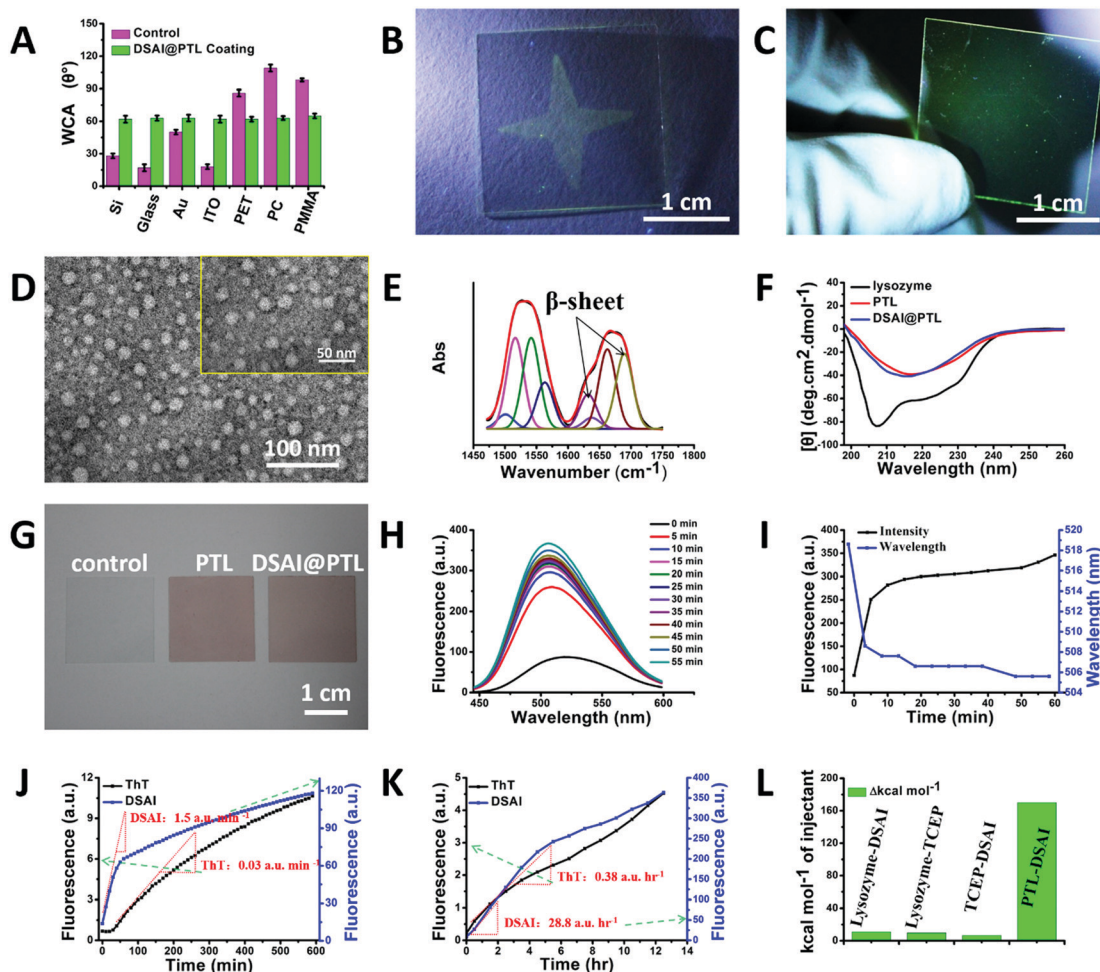 A
WCA (θ°)
150
120
90
60
30
0
Control
DSAI@PTL Coating
Si
Glass
Au
ITO
PET
PC
PMMA
B
1 cm
C
1 cm
D
50 nm
100 nm
E
β-sheet
Abs
1450 1500 1550 1600 1650 1700 1750 1800
Wavenumber (cm-1)
F
[θ] (deg.cm2.dmol-1)
40
20
0
-20
-40
-60
-80
-100
lysozyme
PTL
DSAI@PTL
200 210 220 230 240 250 260
Wavelength (nm)
G
control
PTL
DSAI@PTL
1 cm
H
Fluorescence (a.u.)
400
300
200
100
0
0 min
5 min
10 min
15 min
20 min
25 min
30 min
35 min
40 min
45 min
50 min
55 min
450 500 550 600
Wavelength (nm)
I
Fluorescence (a.u.)
400
350
300
250
200
150
100
50
Intensity
Wavelength
520
518
516
514
512
510
508
506
504
Wavelength (nm)
0 10 20 30 40 50 60
Time (min)
J
Fluorescence (a.u.)
12
9
6
3
0
ThT
DSAI
DSAI: 1.5 a.u. min -1
ThT: 0.03 a.u. min -1
120
90
60
30
0
Fluorescence (a.u.)
0 100 200 300 400 500 600
Time (min)
K
Fluorescence (a.u.)
5
4
3
2
1
0
ThT
DSAI
ThT: 0.38 a.u. hr-1
DSAI: 28.8 a.u. hr-1
400
350
300
250
200
150
100
50
0
Fluorescence (a.u.)
0 2 4 6 8 10 12 14
Time (hr)
L
kcal mol-1 of injectant
200
160
120
80
40
0
Δkcal mol-1
Lysozyme-DSAI
Lysozyme-TCEP
TCEP-DSAI
PTL-DSAI